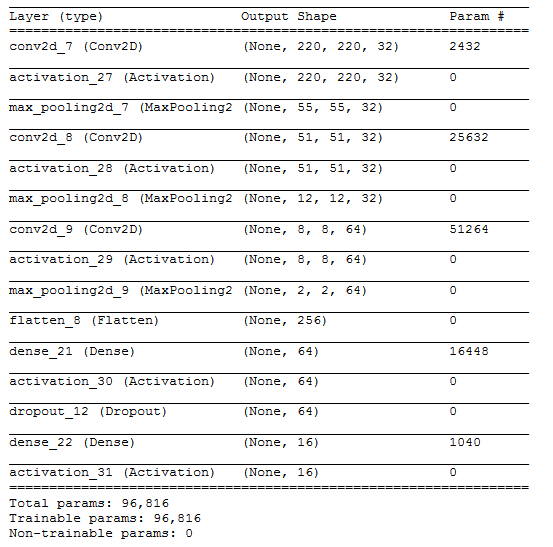 Layer (type) Output Shape Param #
=================================================================
conv2d_7 (Conv2D) (None, 220, 220, 32) 2432
activation_27 (Activation) (None, 220, 220, 32) 0
max_pooling2d_7 (MaxPooling2 (None, 55, 55, 32) 0
conv2d_8 (Conv2D) (None, 51, 51, 32) 25632
activation_28 (Activation) (None, 51, 51, 32) 0
max_pooling2d_8 (MaxPooling2 (None, 12, 12, 32) 0
conv2d_9 (Conv2D) (None, 8, 8, 64) 51264
activation_29 (Activation) (None, 8, 8, 64) 0
max_pooling2d_9 (MaxPooling2 (None, 2, 2, 64) 0
flatten_8 (Flatten) (None, 256) 0
dense_21 (Dense) (None, 64) 16448
activation_30 (Activation) (None, 64) 0
dropout_12 (Dropout) (None, 64) 0
dense_22 (Dense) (None, 16) 1040
activation_31 (Activation) (None, 16) 0
=================================================================
Total params: 96,816
Trainable params: 96,816
Non-trainable params: 0